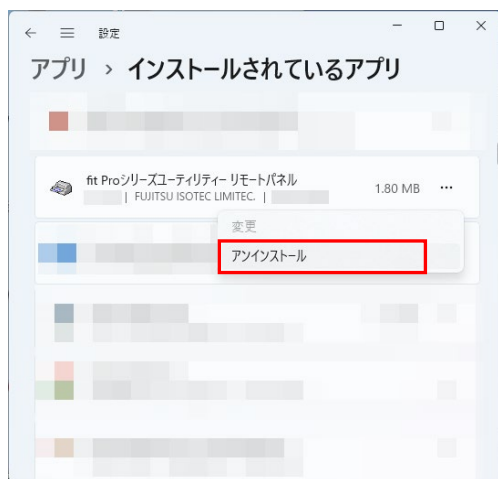 設定
アプリ › インストールされているアプリ
fit Proシリーズユーティリティー リモートパネル
| FUJITSU ISOTEC LIMITEC. |
1.80 MB
変更
アンインストール